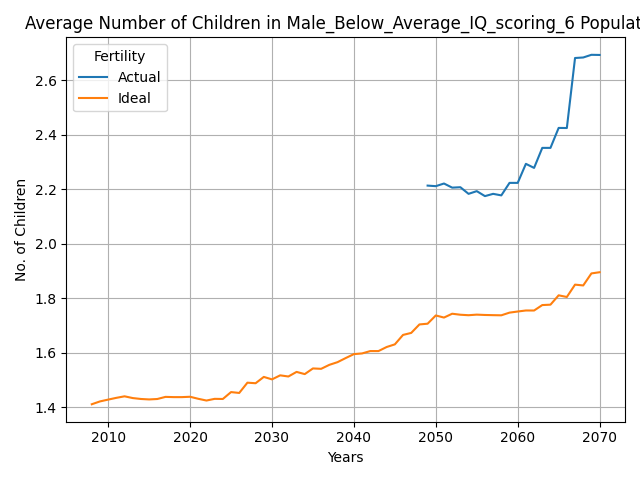 Average Number of Children in Male_Below_Average_IQ_scoring_6 Populat
Fertility
Actual
Ideal
No. of Children
2.6
2.4
2.2
2.0
1.8
1.6
1.4
2010 2020 2030 2040 2050 2060 2070
Years